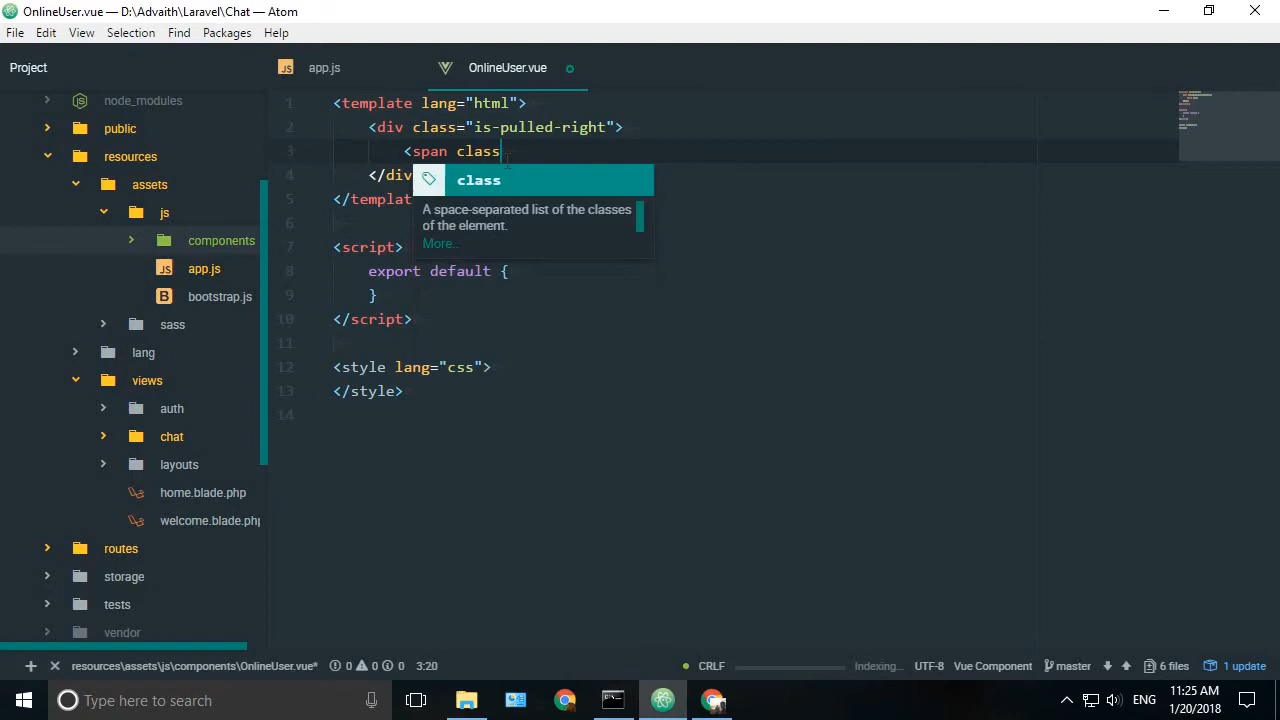 OnlineUser.vue — D:\Advaith\Laravel\Chat — Atom
File Edit View Selection Find Packages Help
Project
JS app.js
OnlineUser.vue
node_modules
public
resources
assets
js
components
JS app.js
B bootstrap.js
sass
lang
views
auth
chat
layouts
home.blade.php
welcome.blade.php
routes
storage
tests
vendor
1 <template lang="html">
2 <div class="is-pulled-right">
3 <span class
4 </div
5 </templat
6
7 <script>
8 export default {
9 }
10 </script>
11
12 <style lang="css">
13 </style>
14
class
A space-separated list of the classes
of the element.
More..
resources\assets\js\components\OnlineUser.vue* 0 0 0 3:20 CRLF Indexing... UTF-8 Vue Component master 6 files 1 update
Type here to search
ENG
11:25 AM
1/20/2018